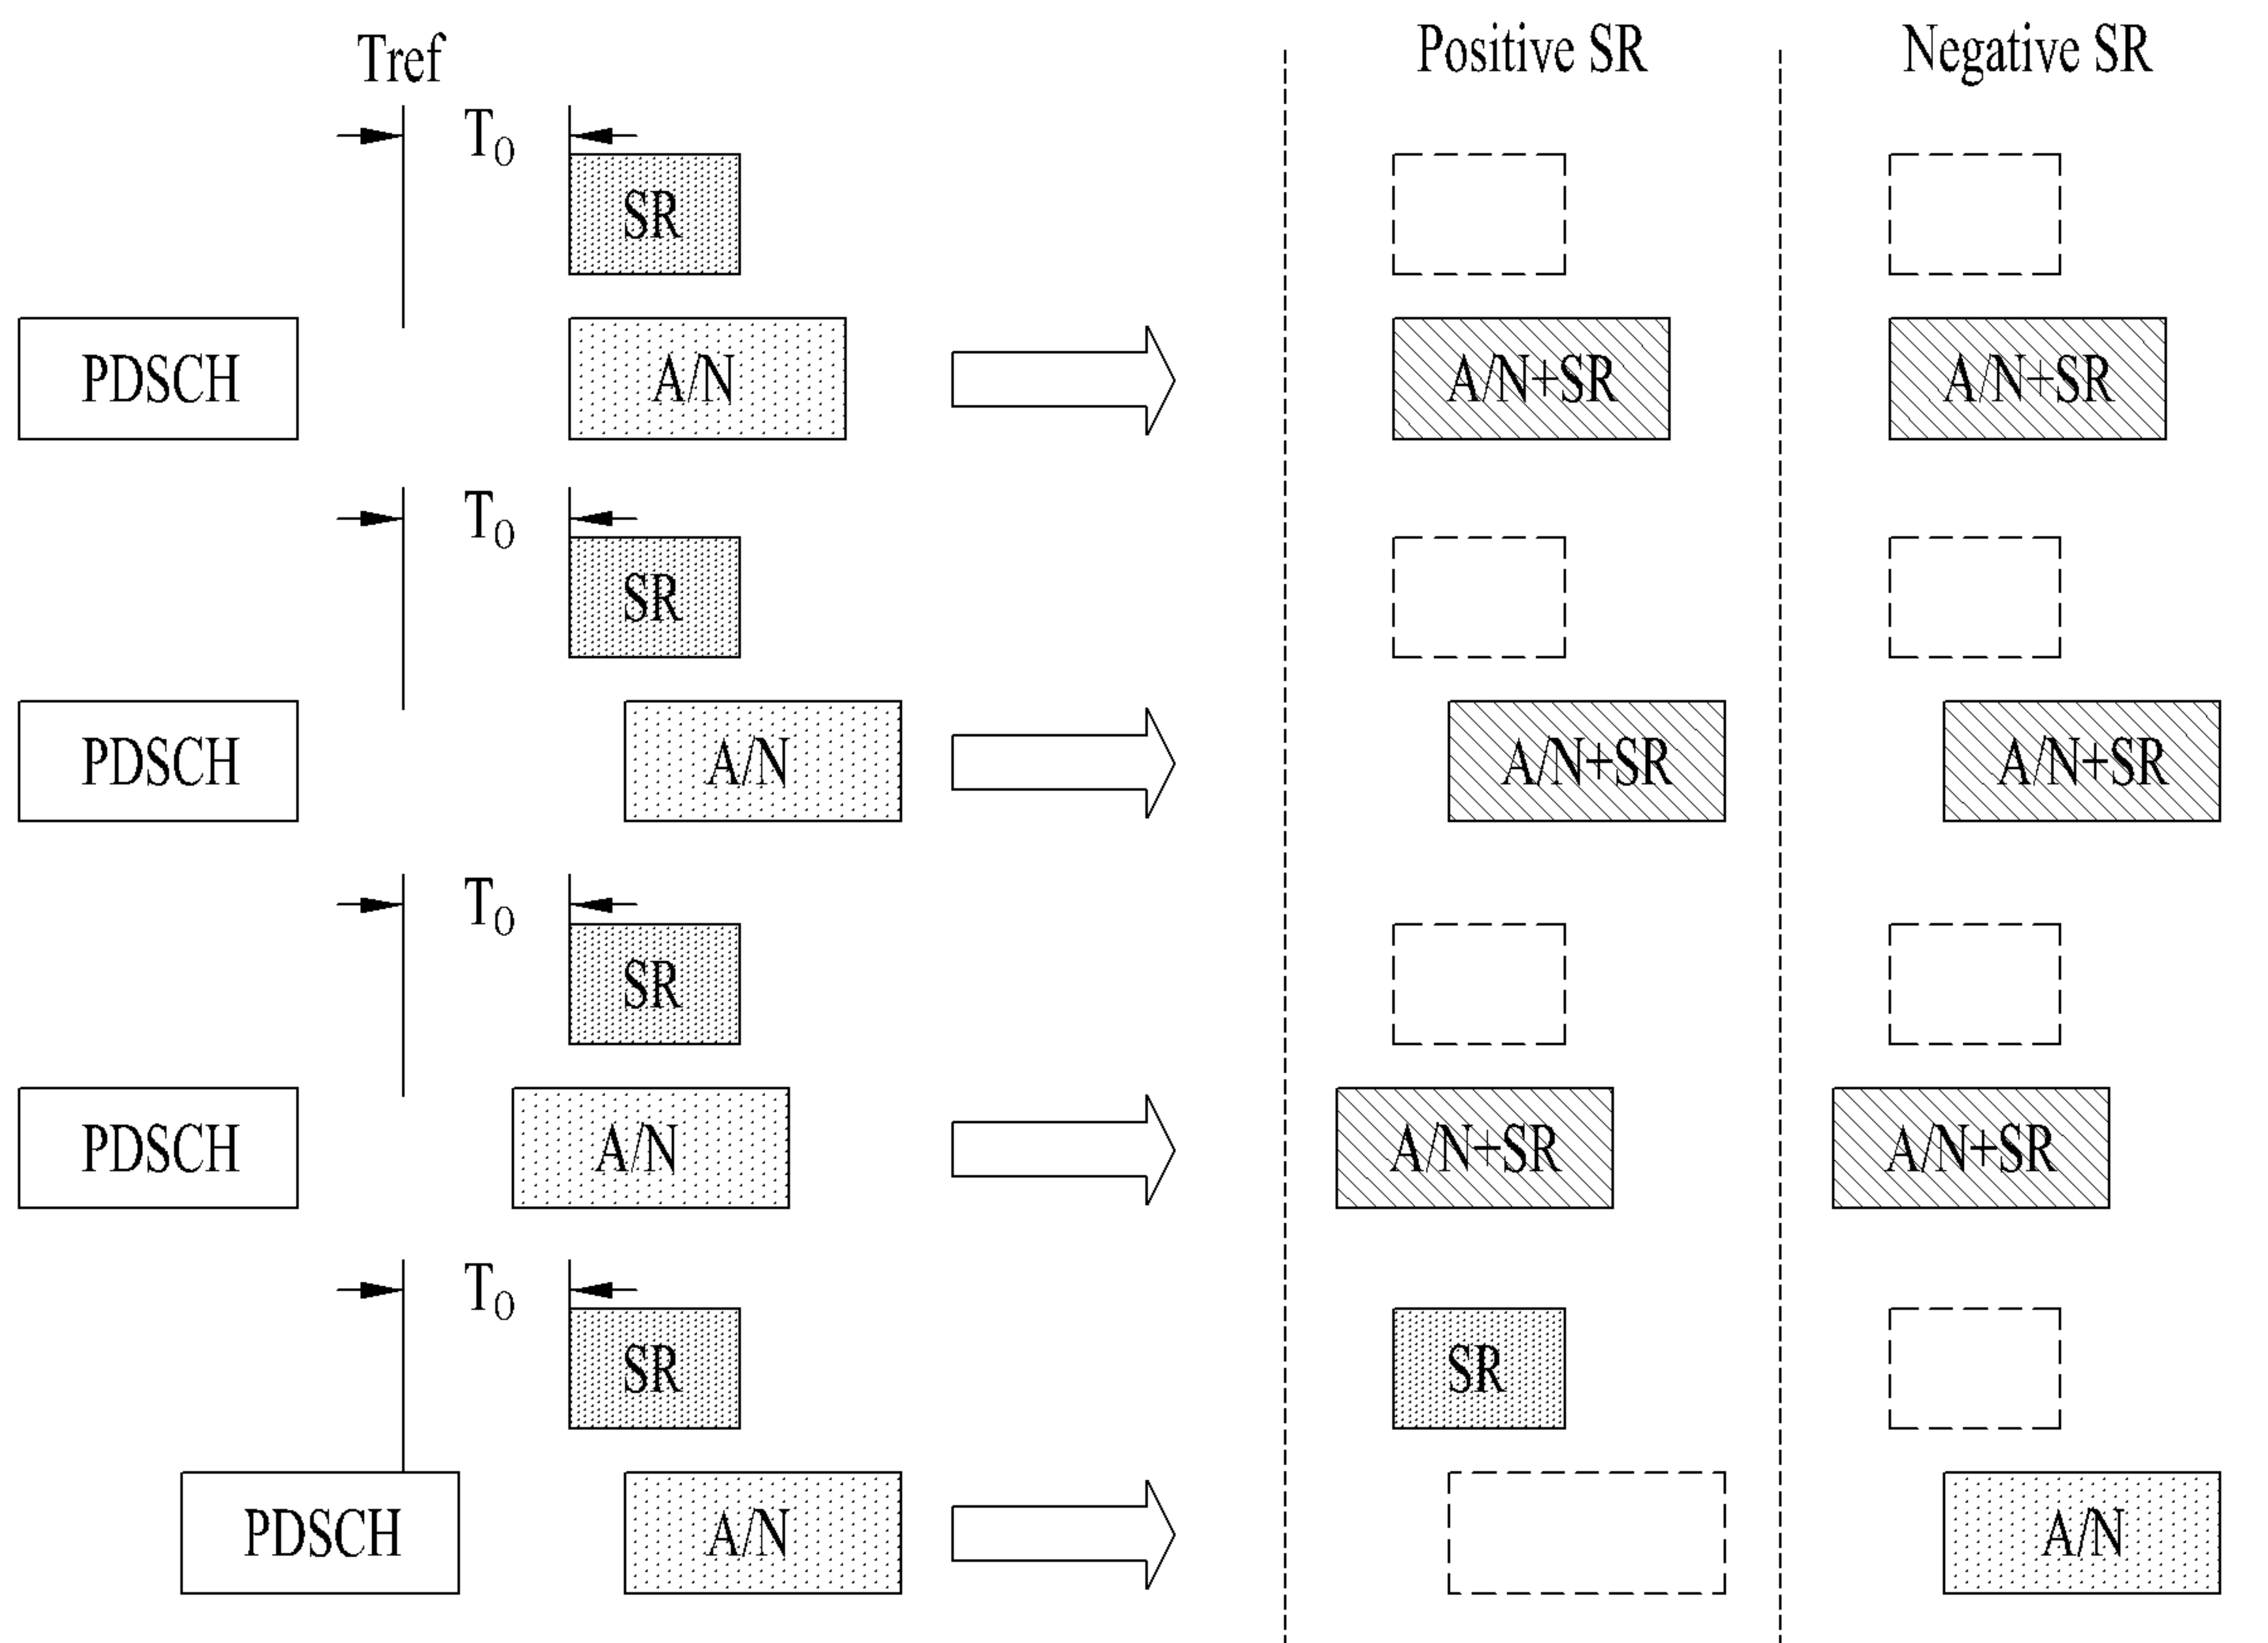 Tref Positive SR Negative SR
T0
SR
PDSCH A/N A/N+SR A/N+SR
T0
SR
PDSCH A/N A/N+SR A/N+SR
T0
SR
PDSCH A/N A/N+SR A/N+SR
T0
SR SR
PDSCH A/N A/N